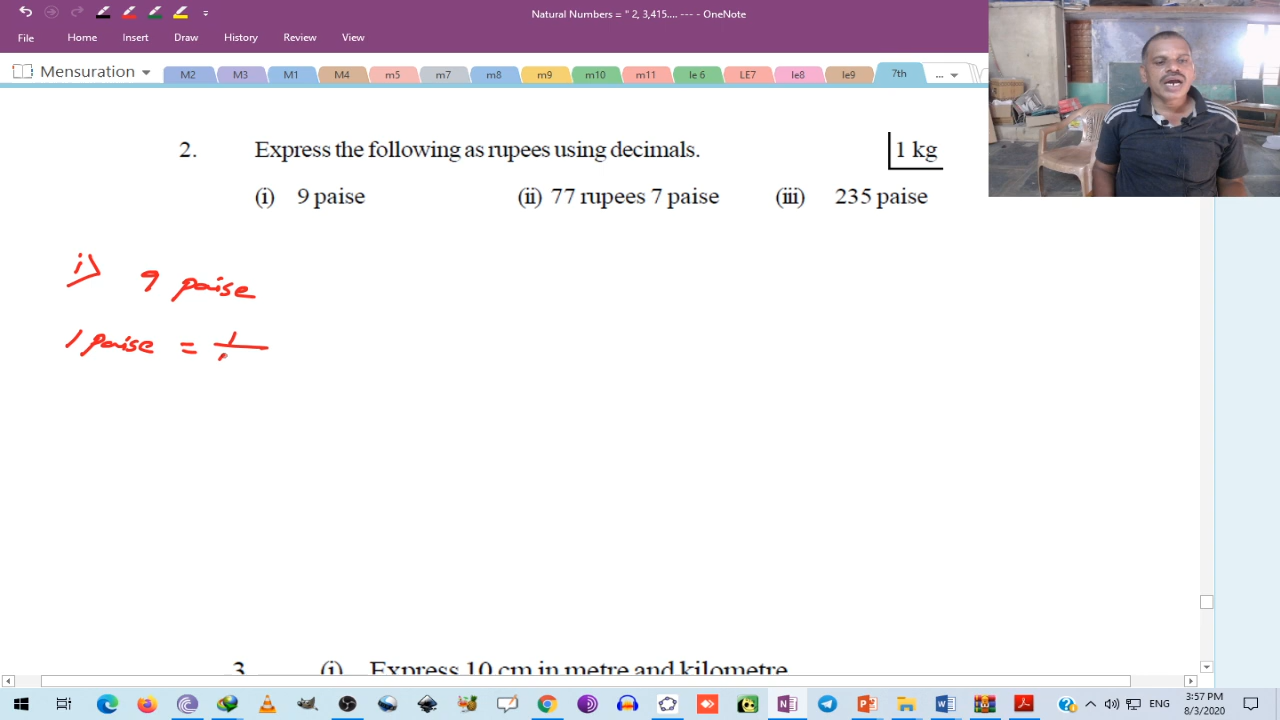 Natural Numbers = " 2, 3,415.... --- - OneNote
File Home Insert Draw History Review View
Mensuration M2 M3 M1 M4 m5 m7 m8 m9 m10 m11 le 6 LE7 le8 le9 7th ...
2. Express the following as rupees using decimals. 1 kg
(i) 9 paise (ii) 77 rupees 7 paise (iii) 235 paise
i) 9 paise
1 paise = 1
3. (i) Express 10 cm in metre and kilometre
ENG
3:57 PM
8/3/2020